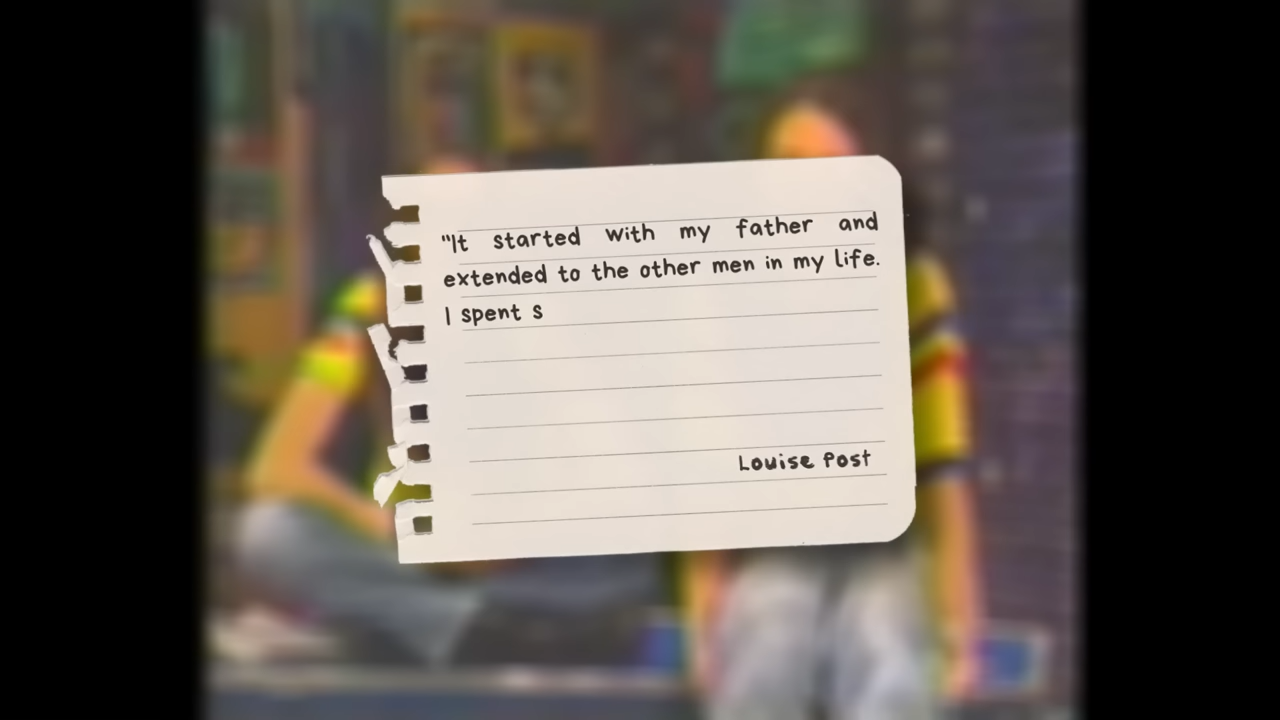 "It started with my father and
extended to the other men in my life.
I spent s
Louise Post